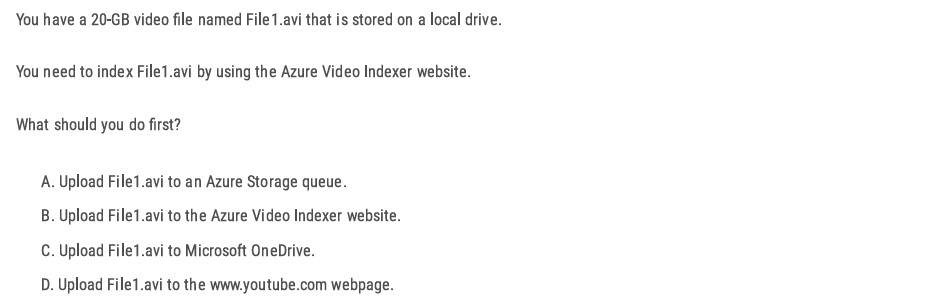 You have a 20-GB video file named File1.avi that is stored on a local drive.
You need to index File1.avi by using the Azure Video Indexer website.
What should you do first?
A. Upload File1.avi to an Azure Storage queue.
B. Upload File1.avi to the Azure Video Indexer website.
C. Upload File1.avi to Microsoft OneDrive.
D. Upload File1.avi to the www.youtube.com webpage.